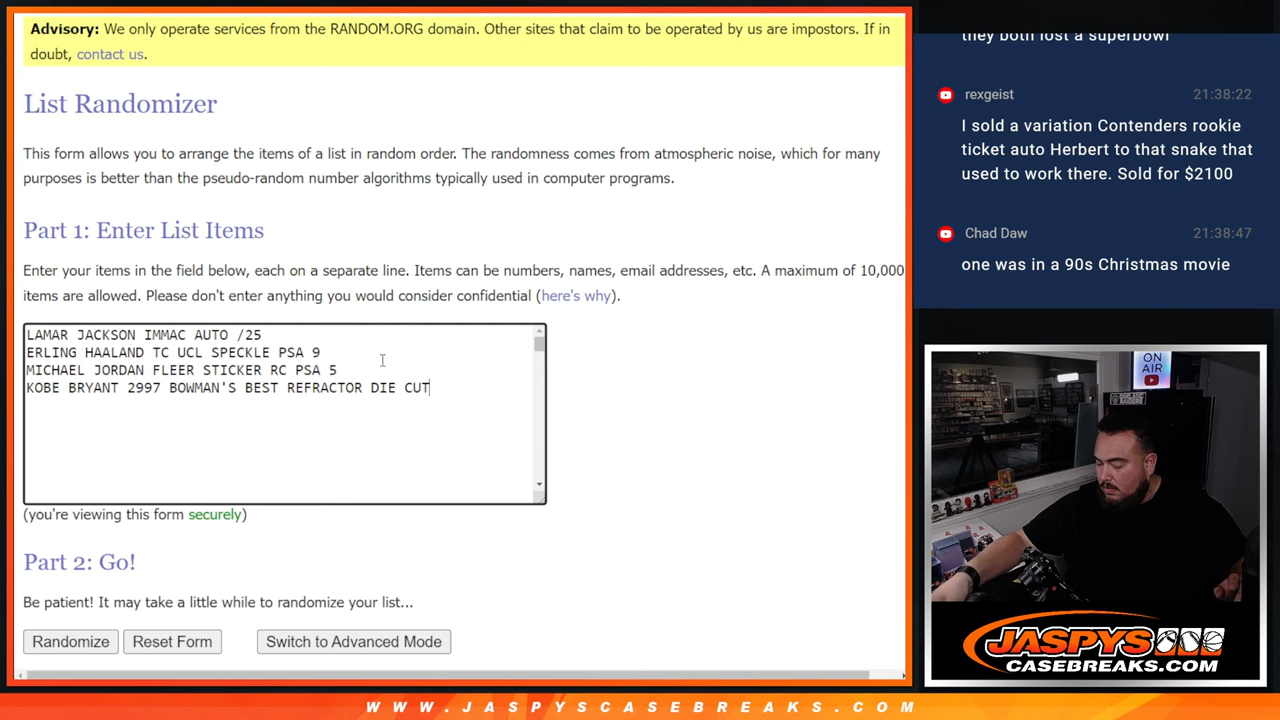 Advisory: We only operate services from the RANDOM.ORG domain. Other sites that claim to be operated by us are impostors. If in
doubt, contact us.
List Randomizer
This form allows you to arrange the items of a list in random order. The randomness comes from atmospheric noise, which for many
purposes is better than the pseudo-random number algorithms typically used in computer programs.
Part 1: Enter List Items
Enter your items in the field below, each on a separate line. Items can be numbers, names, email addresses, etc. A maximum of 10,000
items are allowed. Please don't enter anything you would consider confidential (here's why).
LAMAR JACKSON IMMAC AUTO /25
ERLING HAALAND TC UCL SPECKLE PSA 9
MICHAEL JORDAN FLEER STICKER RC PSA 5
KOBE BRYANT 2997 BOWMAN'S BEST REFRACTOR DIE CUT
(you're viewing this form securely)
Part 2: Go!
Be patient! It may take a little while to randomize your list...
Randomize Reset Form Switch to Advanced Mode
they both lost a superbowl
rexgeist 21:38:22
I sold a variation Contenders rookie
ticket auto Herbert to that snake that
used to work there. Sold for $2100
Chad Daw 21:38:47
one was in a 90s Christmas movie
ON
AIR
JASPYS
CASEBREAKS.COM
WWW.JASPYSCASEBREAKS.COM